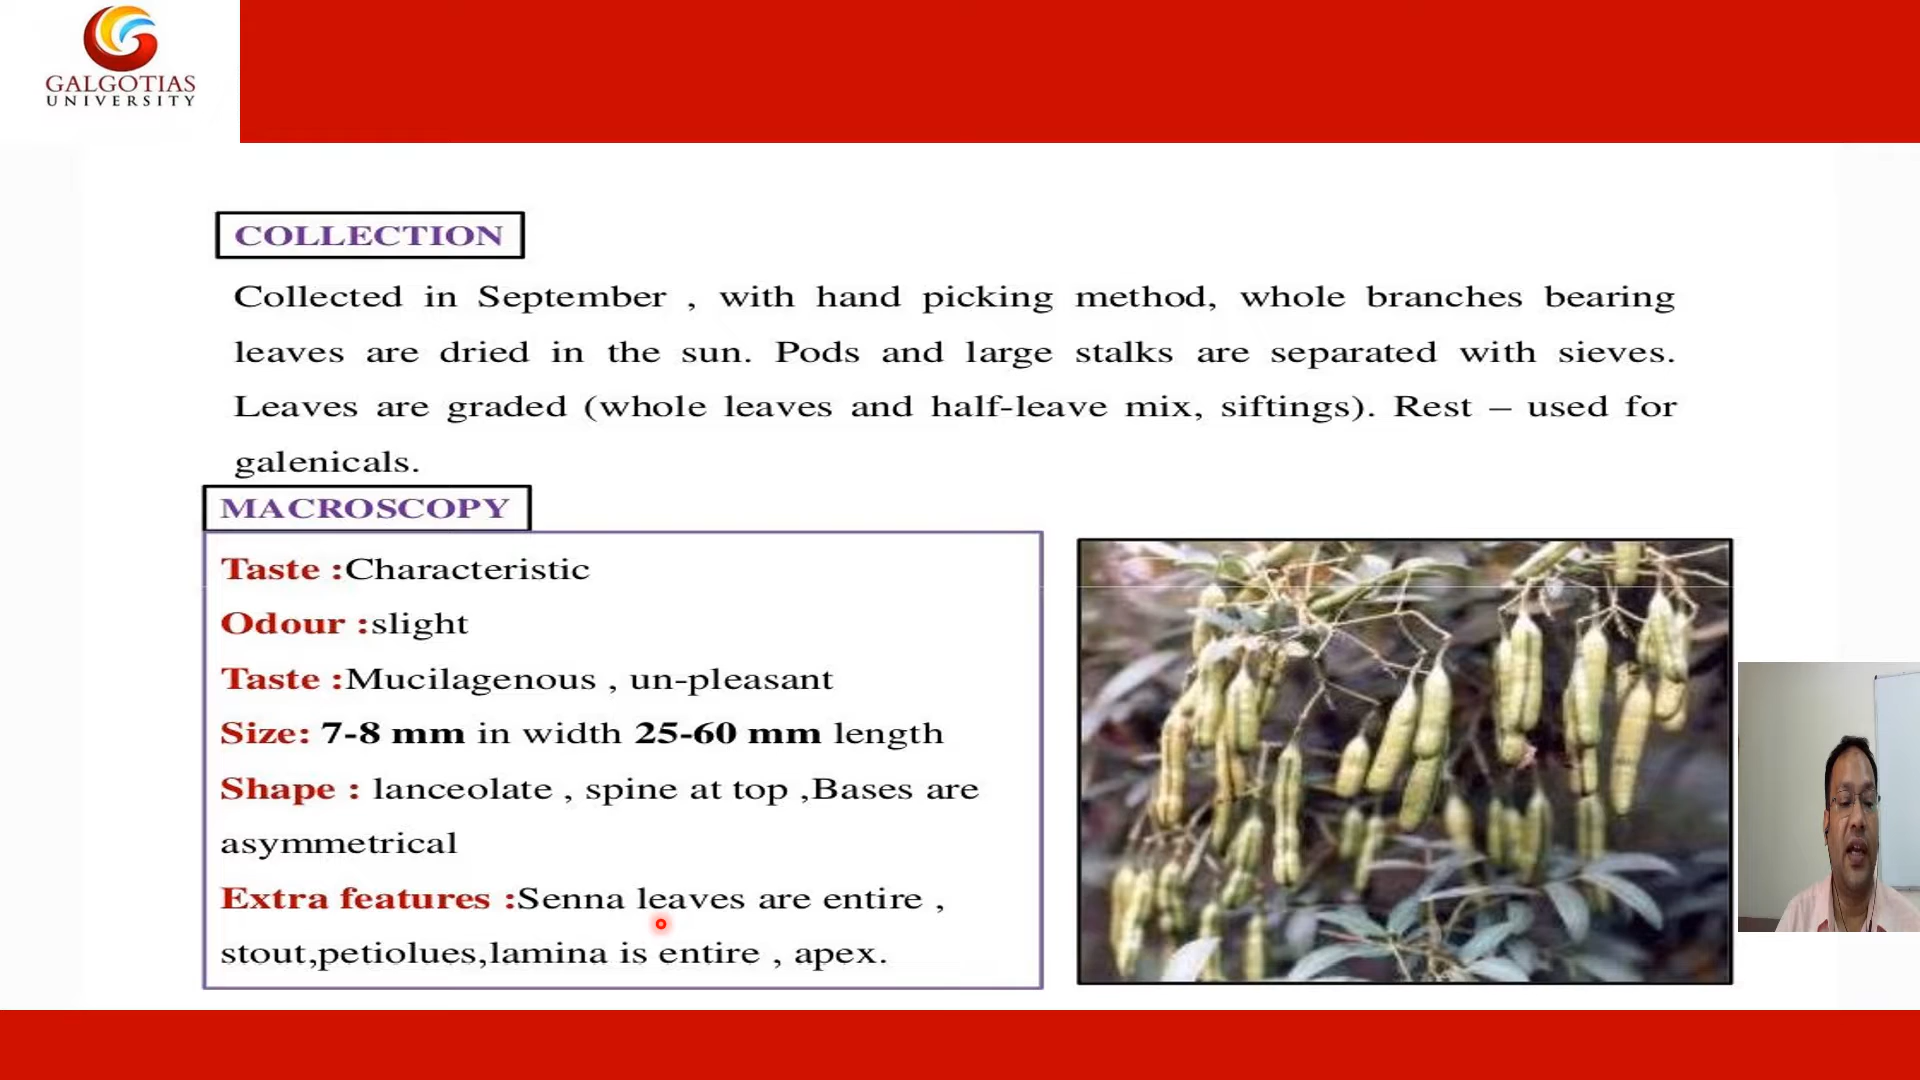 GALGOTIAS
UNIVERSITY
COLLECTION
Collected in September , with hand picking method, whole branches bearing
leaves are dried in the sun. Pods and large stalks are separated with sieves.
Leaves are graded (whole leaves and half-leave mix, siftings). Rest – used for
galenicals.
MACROSCOPY
Taste :Characteristic
Odour :slight
Taste :Mucilagenous , un-pleasant
Size: 7-8 mm in width 25-60 mm length
Shape : lanceolate , spine at top ,Bases are
asymmetrical
Extra features :Senna leaves are entire ,
stout,petiolues,lamina is entire , apex.